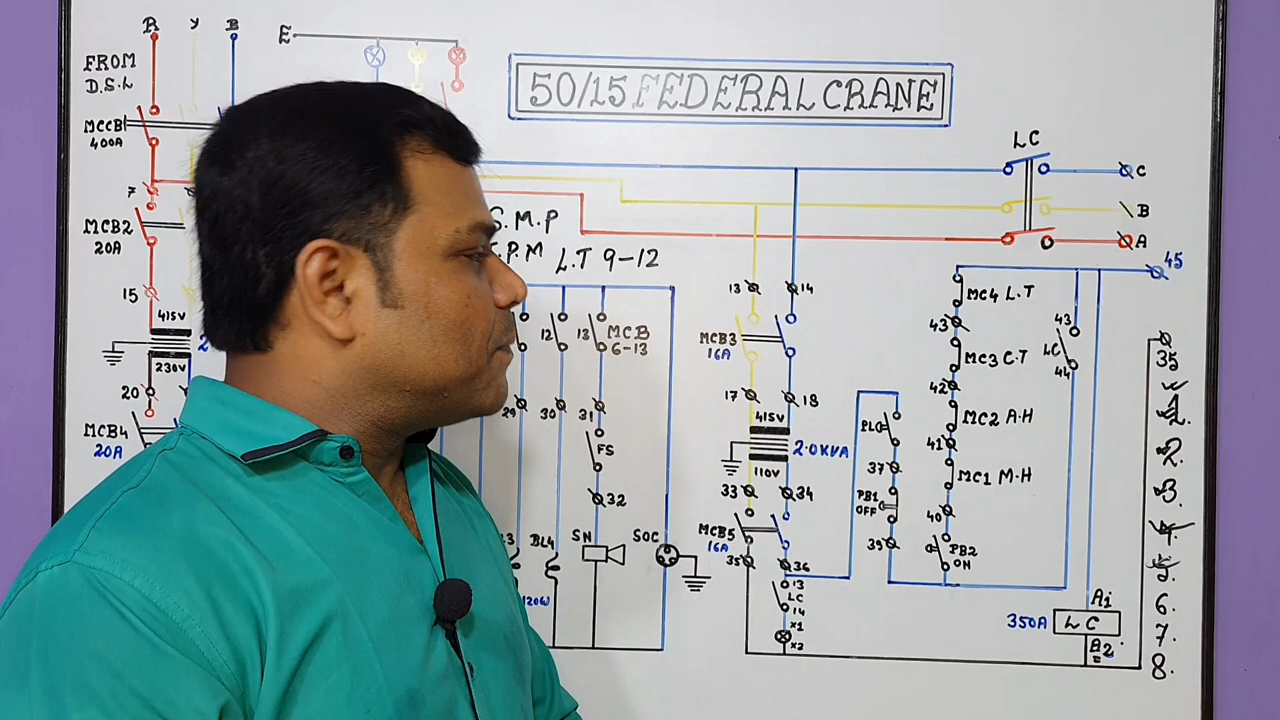 R Y B
E
FROM
D.S.L
MCCB
400A
50/15 FEDERAL CRANE
LC
C
B
A
7
MCB2
20A
15
415V
230V
20
MCB4
20A
S.M.P
P.M
L.T 9-12
12
13
MCB
6-13
29
30
31
FS
32
SN
SOC
BL4
120W
13
14
MCB3
16A
17
18
415V
2.0KVA
110V
33
34
MCB5
16A
35
36
13
LC
14
X1
X2
PLO
37
PB1
OFF
39
45
MC4 L.T
43
MC3 C.T
42
MC2 A.H
41
MC1 M.H
40
PB2
ON
43
LC
44
350A
LC
A1
A2
35
1.
2.
3.
4.
5.
6.
7.
8.